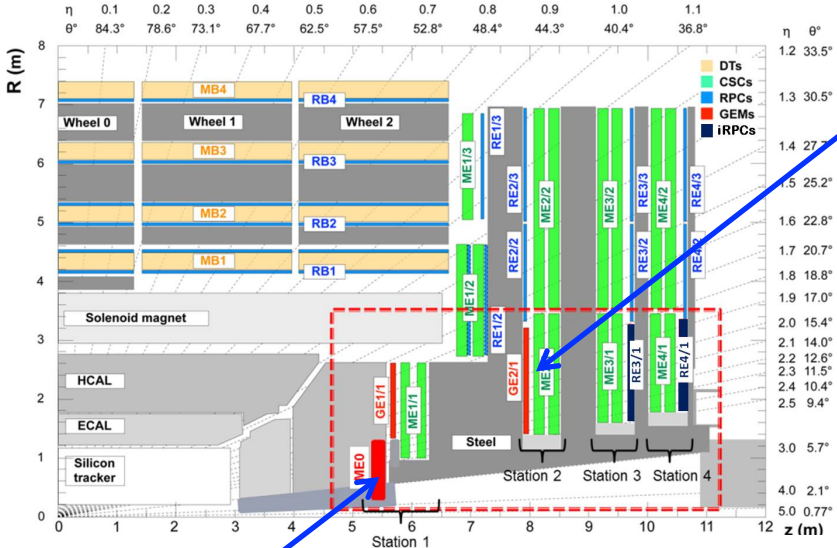 η 0.1 0.2 0.3 0.4 0.5 0.6 0.7 0.8 0.9 1.0 1.1
θ° 84.3° 78.6° 73.1° 67.7° 62.5° 57.5° 52.8° 48.4° 44.3° 40.4° 36.8° η θ°
R (m)
8
7
6
5
4
3
2
1
0
1.2 33.5°
1.3 30.5°
1.4
1.5 25.2°
1.6 22.8°
1.7 20.7°
1.8 18.8°
1.9 17.0°
2.0 15.4°
2.1 14.0°
2.2 12.6°
2.3 11.5°
2.4 10.4°
2.5 9.4°
3.0 5.7°
4.0 2.1°
5.0 0.77°
DTs
CSCs
RPCs
GEMs
iRPCs
MB4
RB4
Wheel 0
Wheel 1
Wheel 2
MB3
RB3
MB2
RB2
MB1
RB1
Solenoid magnet
HCAL
ECAL
Silicon
tracker
Steel
ME1/3
RE1/3
ME1/2
RE1/2
GE1/1
ME1/1
ME0
RE2/3
RE2/2
GE2/1
ME2/2
ME3/2
RE3/3
RE3/2
ME3/1
RE3/1
ME4/2
RE4/3
ME4/1
RE4/1
Station 1
Station 2
Station 3
Station 4
0 1 2 3 4 5 6 7 8 9 10 11 12
z (m)